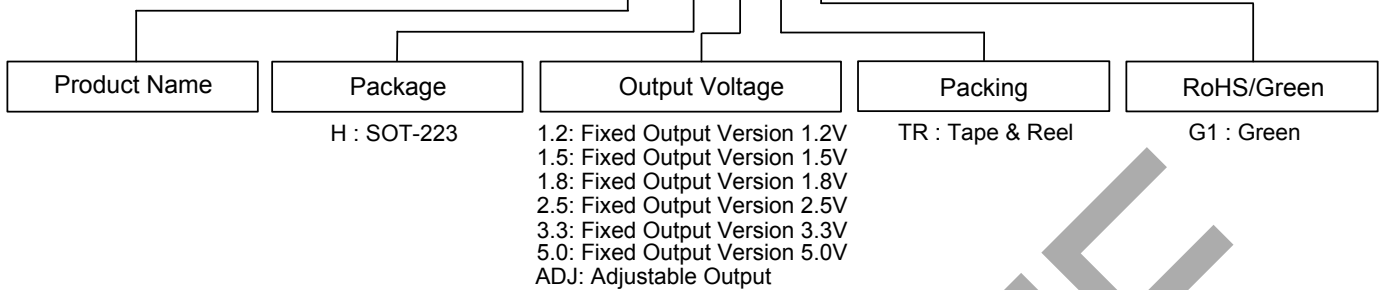 Product Name
Package
Output Voltage
Packing
RoHS/Green
H : SOT-223
1.2: Fixed Output Version 1.2V
1.5: Fixed Output Version 1.5V
1.8: Fixed Output Version 1.8V
2.5: Fixed Output Version 2.5V
3.3: Fixed Output Version 3.3V
5.0: Fixed Output Version 5.0V
ADJ: Adjustable Output
TR : Tape & Reel
G1 : Green